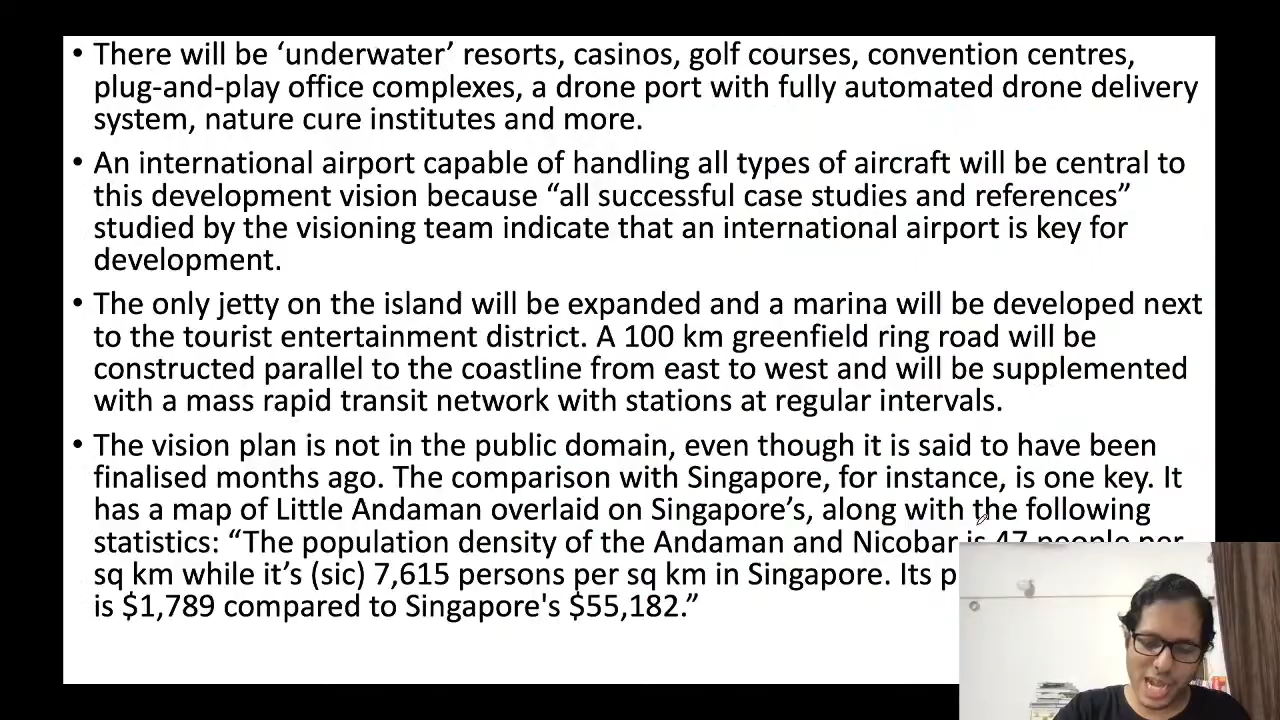 • There will be ‘underwater’ resorts, casinos, golf courses, convention centres,
plug-and-play office complexes, a drone port with fully automated drone delivery
system, nature cure institutes and more.
• An international airport capable of handling all types of aircraft will be central to
this development vision because “all successful case studies and references”
studied by the visioning team indicate that an international airport is key for
development.
• The only jetty on the island will be expanded and a marina will be developed next
to the tourist entertainment district. A 100 km greenfield ring road will be
constructed parallel to the coastline from east to west and will be supplemented
with a mass rapid transit network with stations at regular intervals.
• The vision plan is not in the public domain, even though it is said to have been
finalised months ago. The comparison with Singapore, for instance, is one key. It
has a map of Little Andaman overlaid on Singapore’s, along with the following
statistics: “The population density of the Andaman and Nicobar is 47 people per
sq km while it’s (sic) 7,615 persons per sq km in Singapore. Its
is $1,789 compared to Singapore's $55,182.”